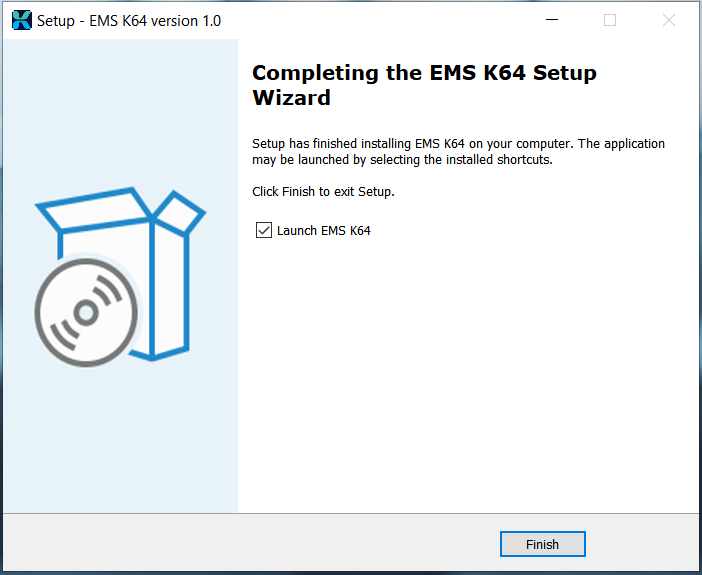 Setup - EMS K64 version 1.0
Completing the EMS K64 Setup
Wizard
Setup has finished installing EMS K64 on your computer. The application
may be launched by selecting the installed shortcuts.
Click Finish to exit Setup.
Launch EMS K64
Finish